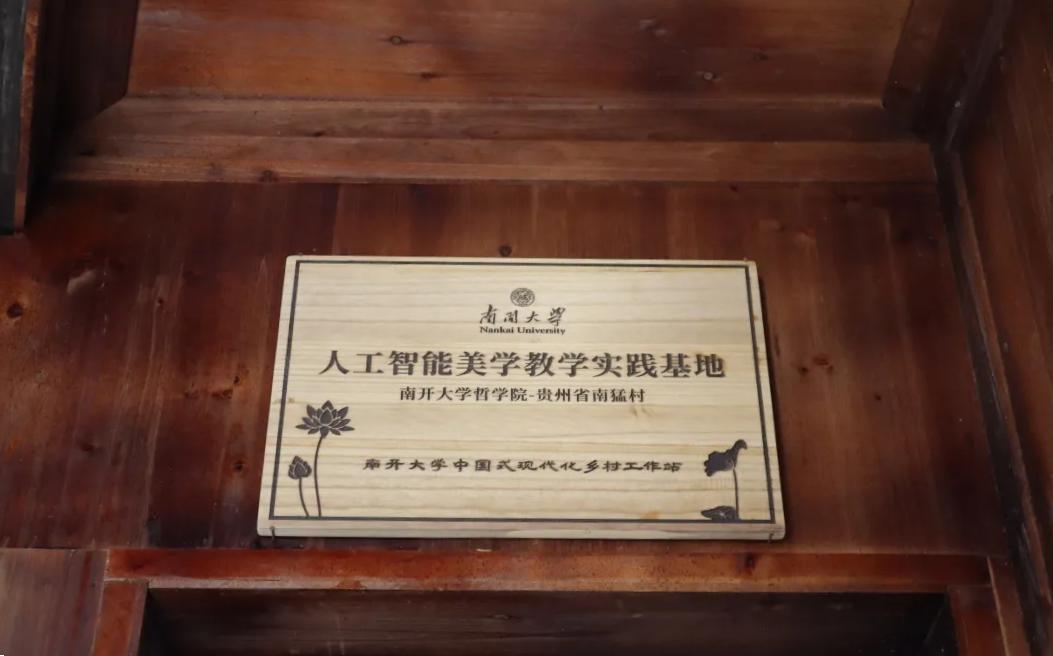 南開大學
Nankai University
人工智能美学教学实践基地
南开大学哲学院-贵州省南猛村
南开大学中国式现代化乡村工作站